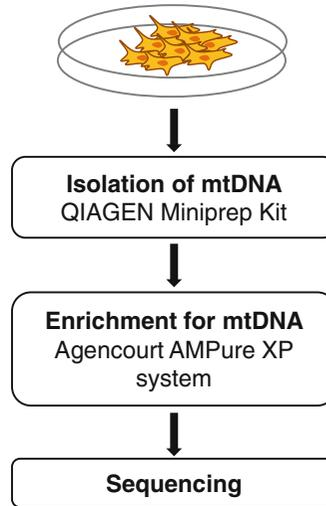 Isolation of mtDNA
QIAGEN Miniprep Kit
Enrichment for mtDNA
Agencourt AMPure XP
system
Sequencing